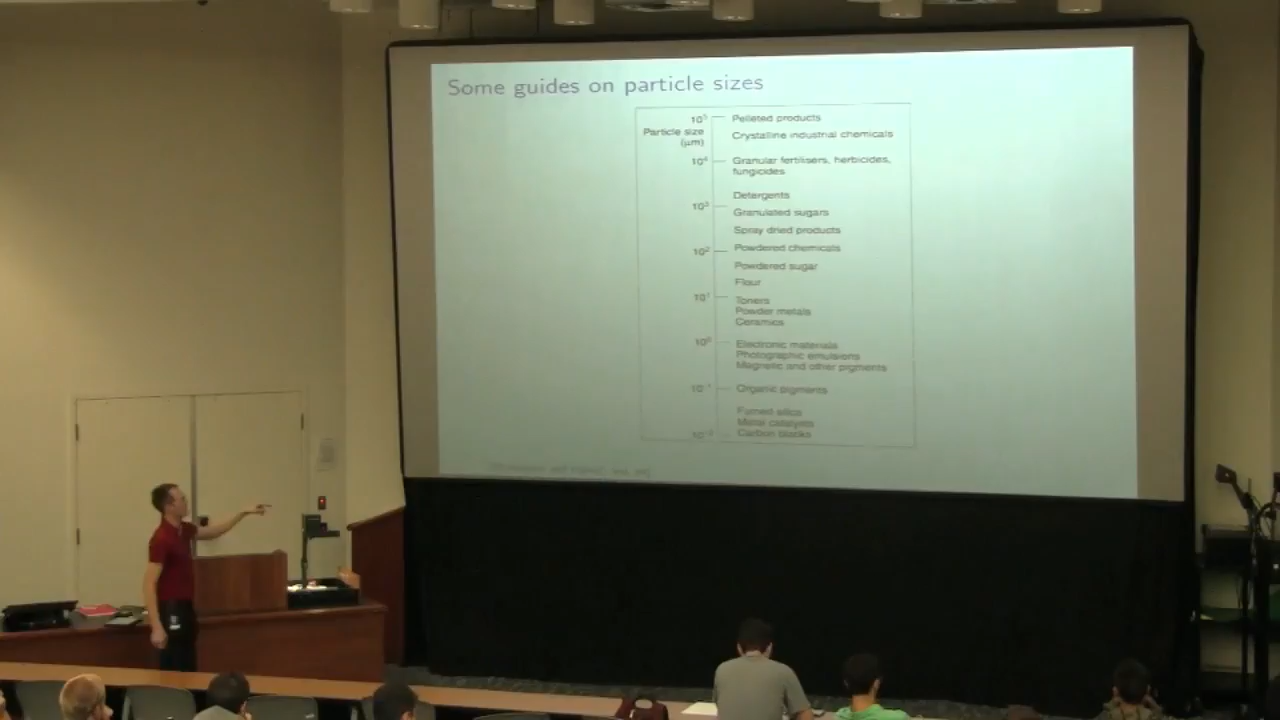 Some guides on particle sizes
10⁵ Pelleted products
Particle size
(μm)
Crystalline industrial chemicals
10⁴ Granular fertilisers, herbicides,
fungicides
Detergents
10³
Granulated sugars
Spray dried products
10² Powdered chemicals
Powdered sugar
Flour
10¹ Toners
Powder metals
Ceramics
10⁰ Electronic materials
Photographic emulsions
Magnetic and other pigments
10⁻¹ Organic pigments
Fumed silica
Metal catalysts
Carbon blacks